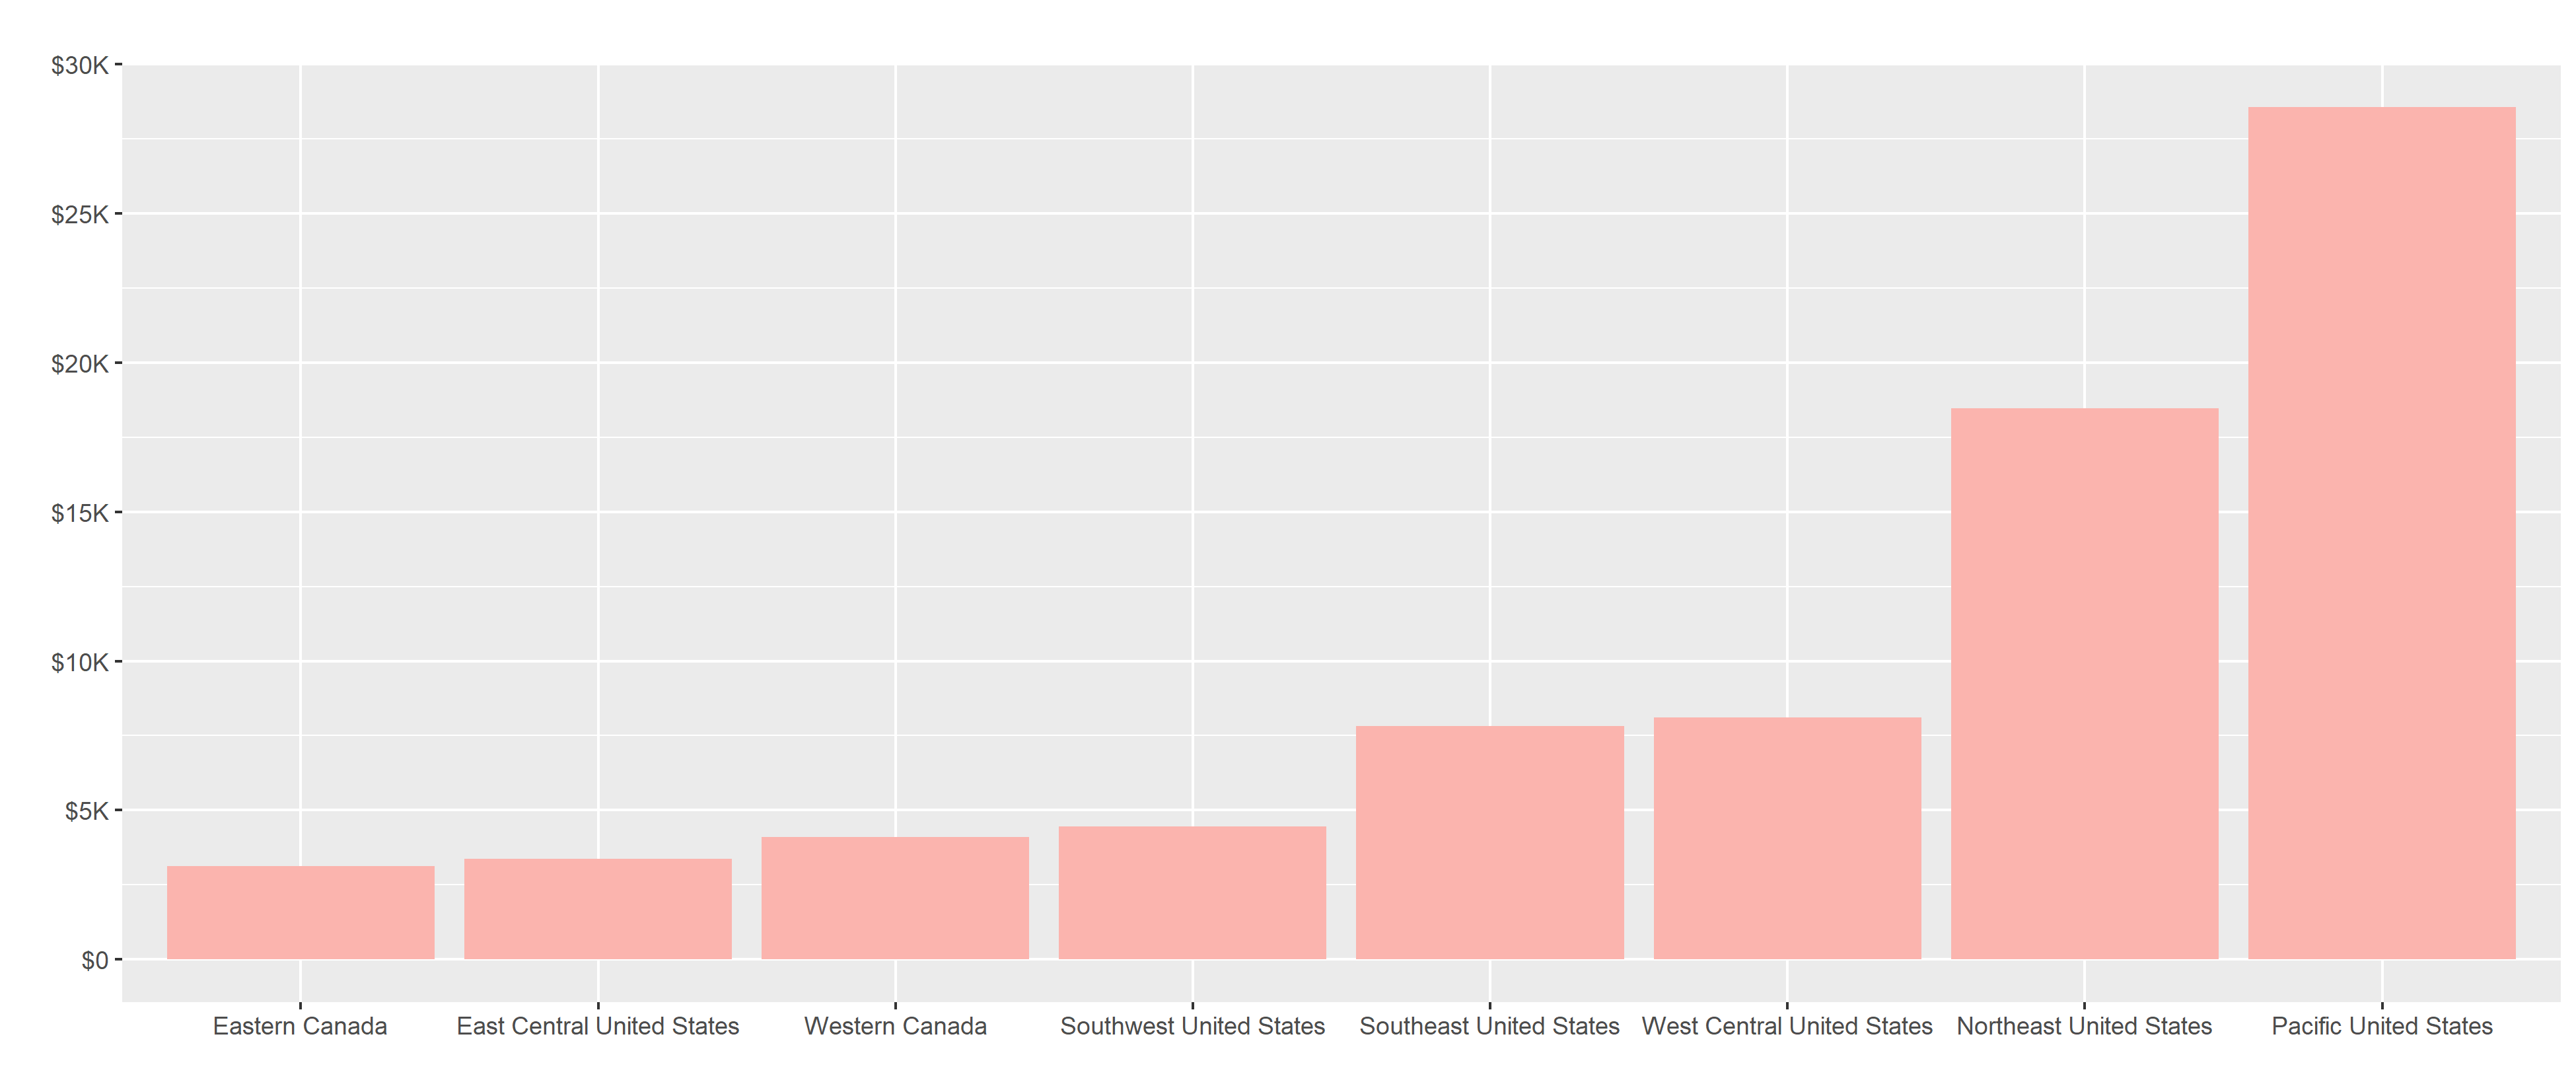 $30K
$25K
$20K
$15K
$10K
$5K
$0
Eastern Canada East Central United States Western Canada Southwest United States Southeast United States West Central United States Northeast United States Pacific United States